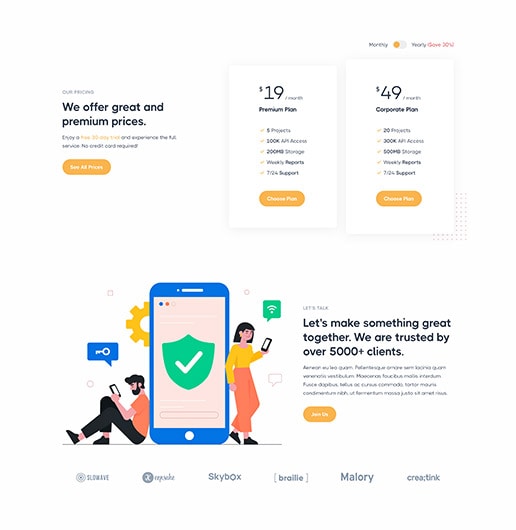 Monthly Yearly (Save 30%)
OUR PRICING
We offer great and
premium prices.
Enjoy a free 30-day trial and experience the full
service. No credit card required!
See All Prices
$ 19 / month
Premium Plan
5 Projects
100K API Access
200MB Storage
Weekly Reports
7/24 Support
Choose Plan
$ 49 / month
Corporate Plan
20 Projects
300K API Access
500MB Storage
Weekly Reports
7/24 Support
Choose Plan
LET'S TALK
Let's make something great
together. We are trusted by
over 5000+ clients.
Aenean eu leo quam. Pellentesque ornare sem lacinia quam
venenatis vestibulum. Maecenas faucibus mollis interdum.
Fusce dapibus, tellus ac cursus commodo, tortor mauris
condimentum nibh, ut fermentum massa justo sit amet risus.
Join Us
SLOWAVE
cupcake
Skybox
[braille]
Malory
crea;tink